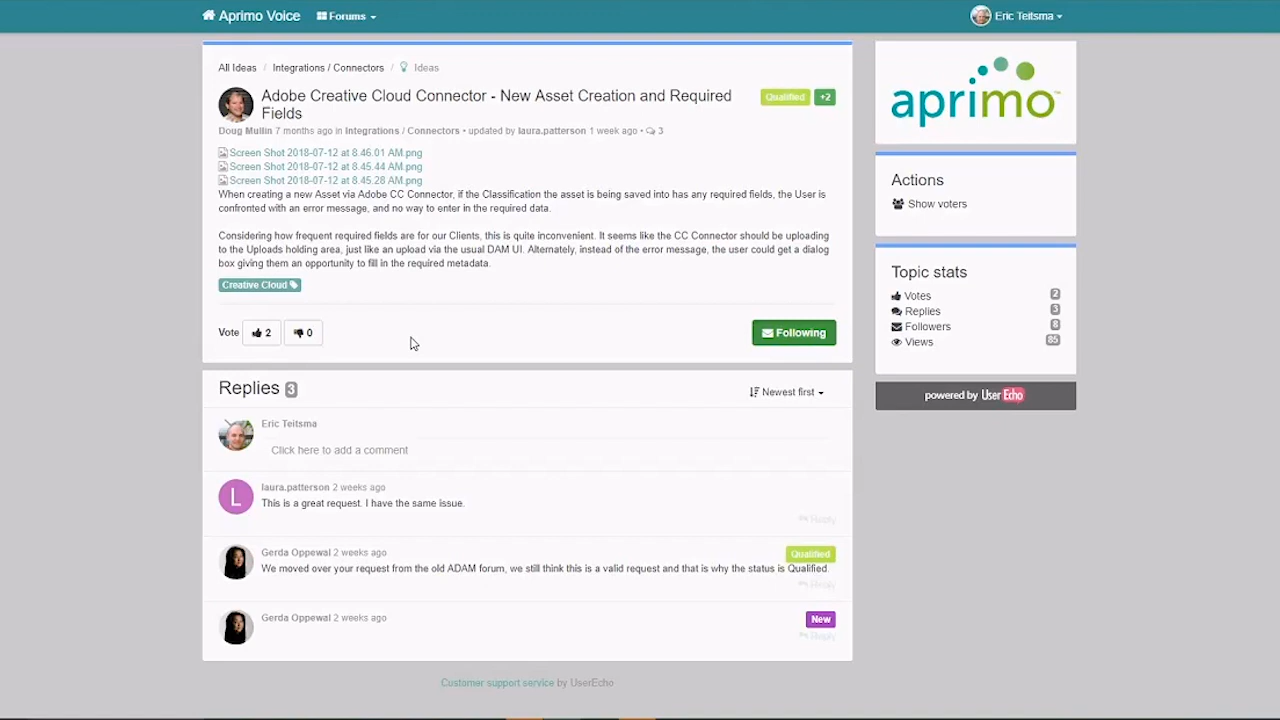 Aprimo Voice Forums Eric Teitsma
All Ideas / Integrations / Connectors / Ideas
Adobe Creative Cloud Connector - New Asset Creation and Required
Fields
Qualified +2
Doug Mullin 7 months ago in Integrations / Connectors • updated by laura.patterson 1 week ago • 3
Screen Shot 2018-07-12 at 8.46.01 AM.png
Screen Shot 2018-07-12 at 8.45.44 AM.png
Screen Shot 2018-07-12 at 8.45.28 AM.png
When creating a new Asset via Adobe CC Connector, if the Classification the asset is being saved into has any required fields, the User is
confronted with an error message, and no way to enter in the required data.
Considering how frequent required fields are for our Clients, this is quite inconvenient. It seems like the CC Connector should be uploading
to the Uploads holding area, just like an upload via the usual DAM UI. Alternately, instead of the error message, the user could get a dialog
box giving them an opportunity to fill in the required metadata.
Creative Cloud
Vote 2 0 Following
Replies 3
Newest first
Eric Teitsma
Click here to add a comment
laura.patterson 2 weeks ago
This is a great request. I have the same issue.
Reply
Gerda Oppewal 2 weeks ago
Qualified
We moved over your request from the old ADAM forum, we still think this is a valid request and that is why the status is Qualified.
Reply
Gerda Oppewal 2 weeks ago
New
Reply
Customer support service by UserEcho
aprimo™
Actions
Show voters
Topic stats
Votes 2
Replies 3
Followers 8
Views 85
powered by User Echo